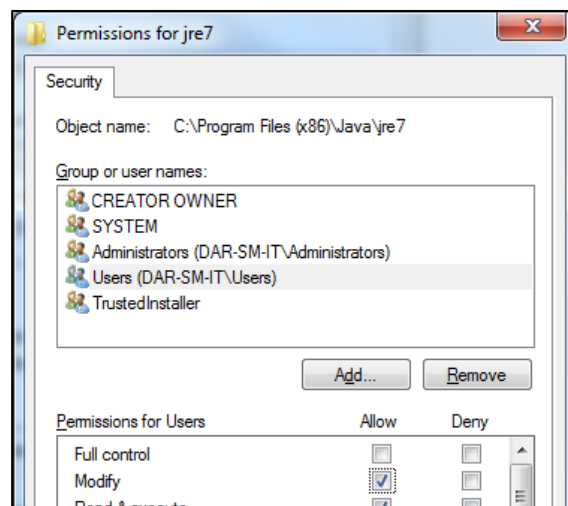 Permissions for jre7
Security
Object name: C:\Program Files (x86)\Java\jre7
Group or user names:
CREATOR OWNER
SYSTEM
Administrators (DAR-SM-IT\Administrators)
Users (DAR-SM-IT\Users)
TrustedInstaller
Add... Remove
Permissions for Users Allow Deny
Full control
Modify
Read & execute